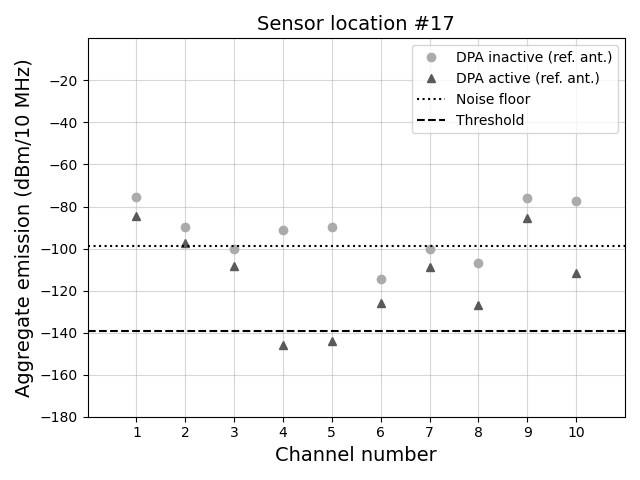 Sensor location #17
Aggregate emission (dBm/10 MHz)
DPA inactive (ref. ant.)
DPA active (ref. ant.)
Noise floor
Threshold
−20
−40
−60
−80
−100
−120
−140
−160
−180
1 2 3 4 5 6 7 8 9 10
Channel number